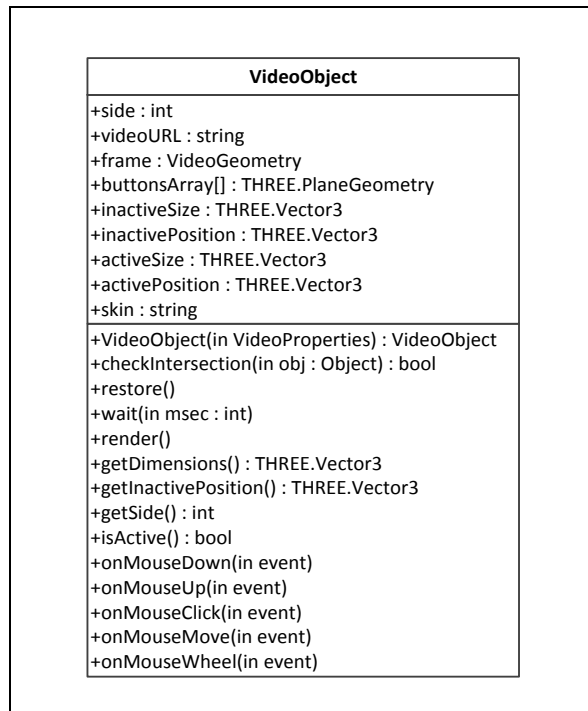 VideoObject
+side : int
+videoURL : string
+frame : VideoGeometry
+buttonsArray[] : THREE.PlaneGeometry
+inactiveSize : THREE.Vector3
+inactivePosition : THREE.Vector3
+activeSize : THREE.Vector3
+activePosition : THREE.Vector3
+skin : string
+VideoObject(in VideoProperties) : VideoObject
+checkIntersection(in obj : Object) : bool
+restore()
+wait(in msec : int)
+render()
+getDimensions() : THREE.Vector3
+getInactivePosition() : THREE.Vector3
+getSide() : int
+isActive() : bool
+onMouseDown(in event)
+onMouseUp(in event)
+onMouseClick(in event)
+onMouseMove(in event)
+onMouseWheel(in event)